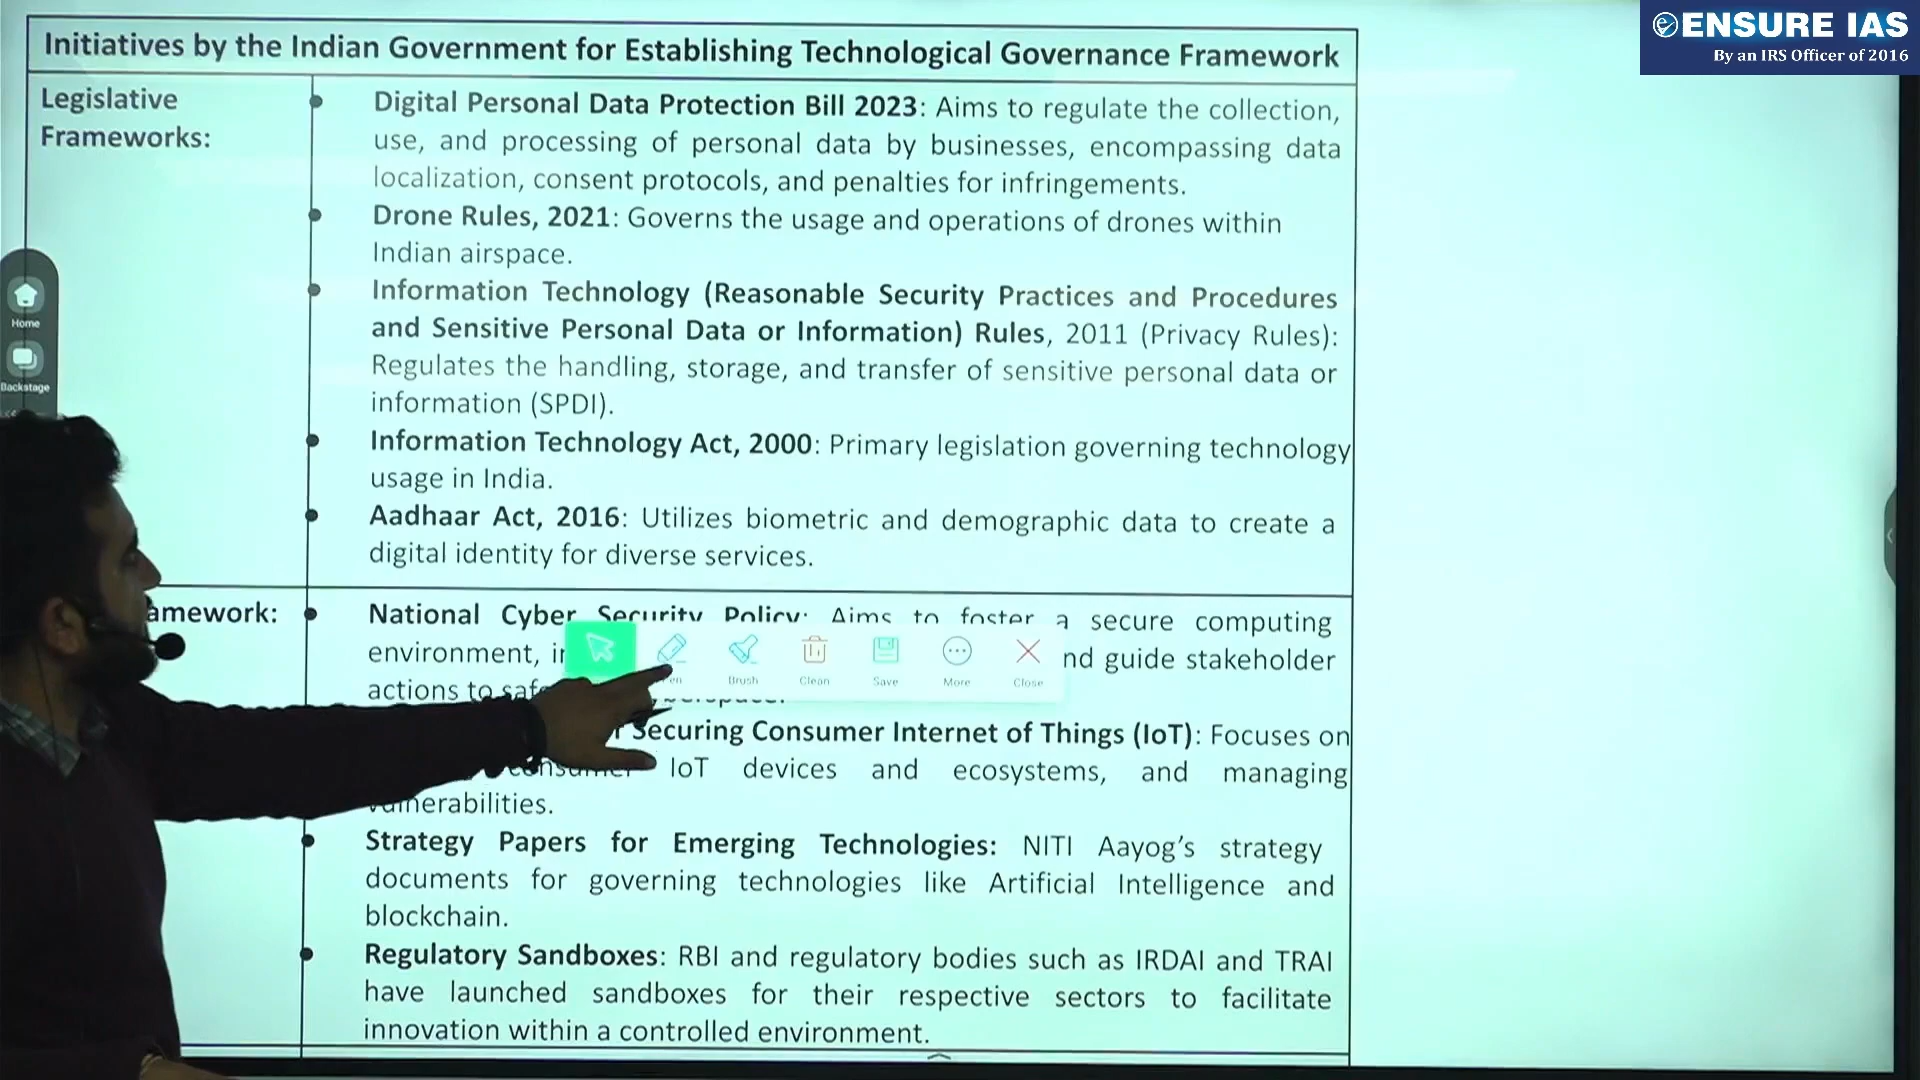 ENSURE IAS
By an IRS Officer of 2016
Initiatives by the Indian Government for Establishing Technological Governance Framework
Legislative
Frameworks:
Digital Personal Data Protection Bill 2023: Aims to regulate the collection,
use, and processing of personal data by businesses, encompassing data
localization, consent protocols, and penalties for infringements.
Drone Rules, 2021: Governs the usage and operations of drones within
Indian airspace.
Information Technology (Reasonable Security Practices and Procedures
and Sensitive Personal Data or Information) Rules, 2011 (Privacy Rules):
Regulates the handling, storage, and transfer of sensitive personal data or
information (SPDI).
Information Technology Act, 2000: Primary legislation governing technology
usage in India.
Aadhaar Act, 2016: Utilizes biometric and demographic data to create a
digital identity for diverse services.
Home
Backstage
amework:
National Cyber Security Policy: Aims to foster a secure computing
environment, nd guide stakeholder
actions to
Securing Consumer Internet of Things (IoT): Focuses on
IoT devices and ecosystems, and managing
nerabilities.
Strategy Papers for Emerging Technologies: NITI Aayog’s strategy
documents for governing technologies like Artificial Intelligence and
blockchain.
Regulatory Sandboxes: RBI and regulatory bodies such as IRDAI and TRAI
have launched sandboxes for their respective sectors to facilitate
innovation within a controlled environment.
Brush
Clean
Save
More
Close